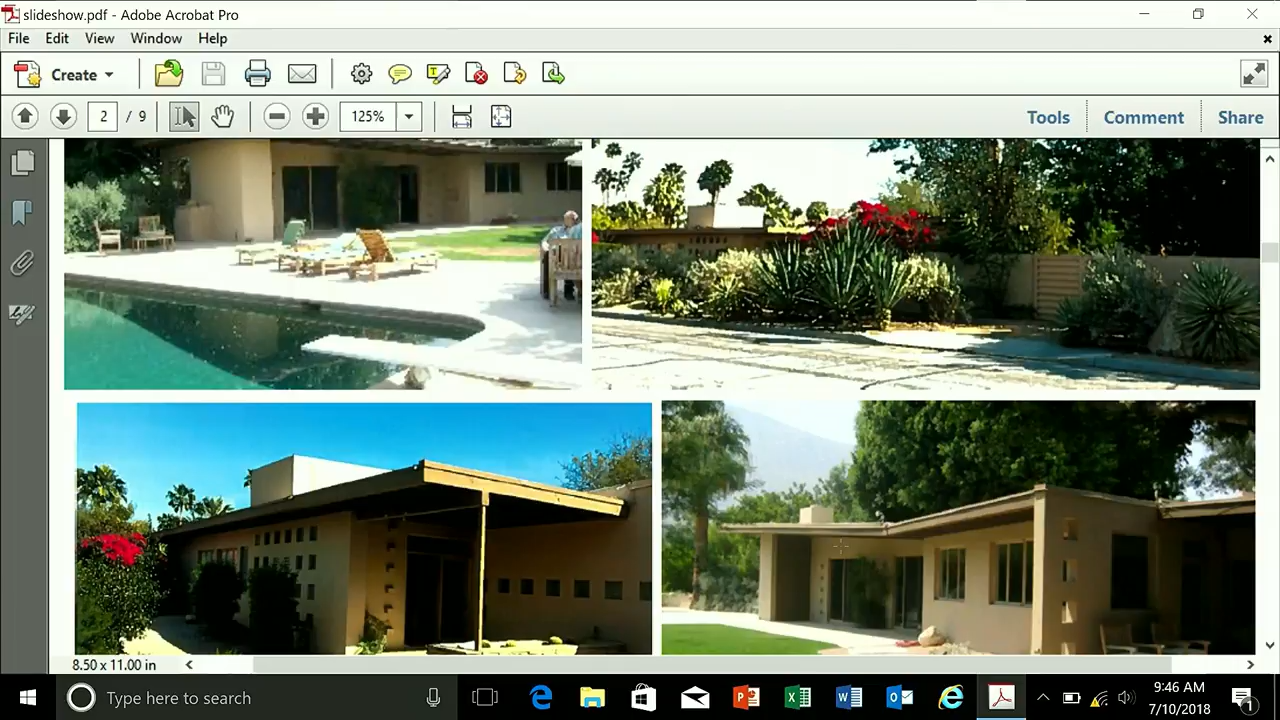 slideshow.pdf - Adobe Acrobat Pro
File Edit View Window Help
Create
2 / 9 125% Tools Comment Share
8.50 x 11.00 in
Type here to search
9:46 AM
7/10/2018
1